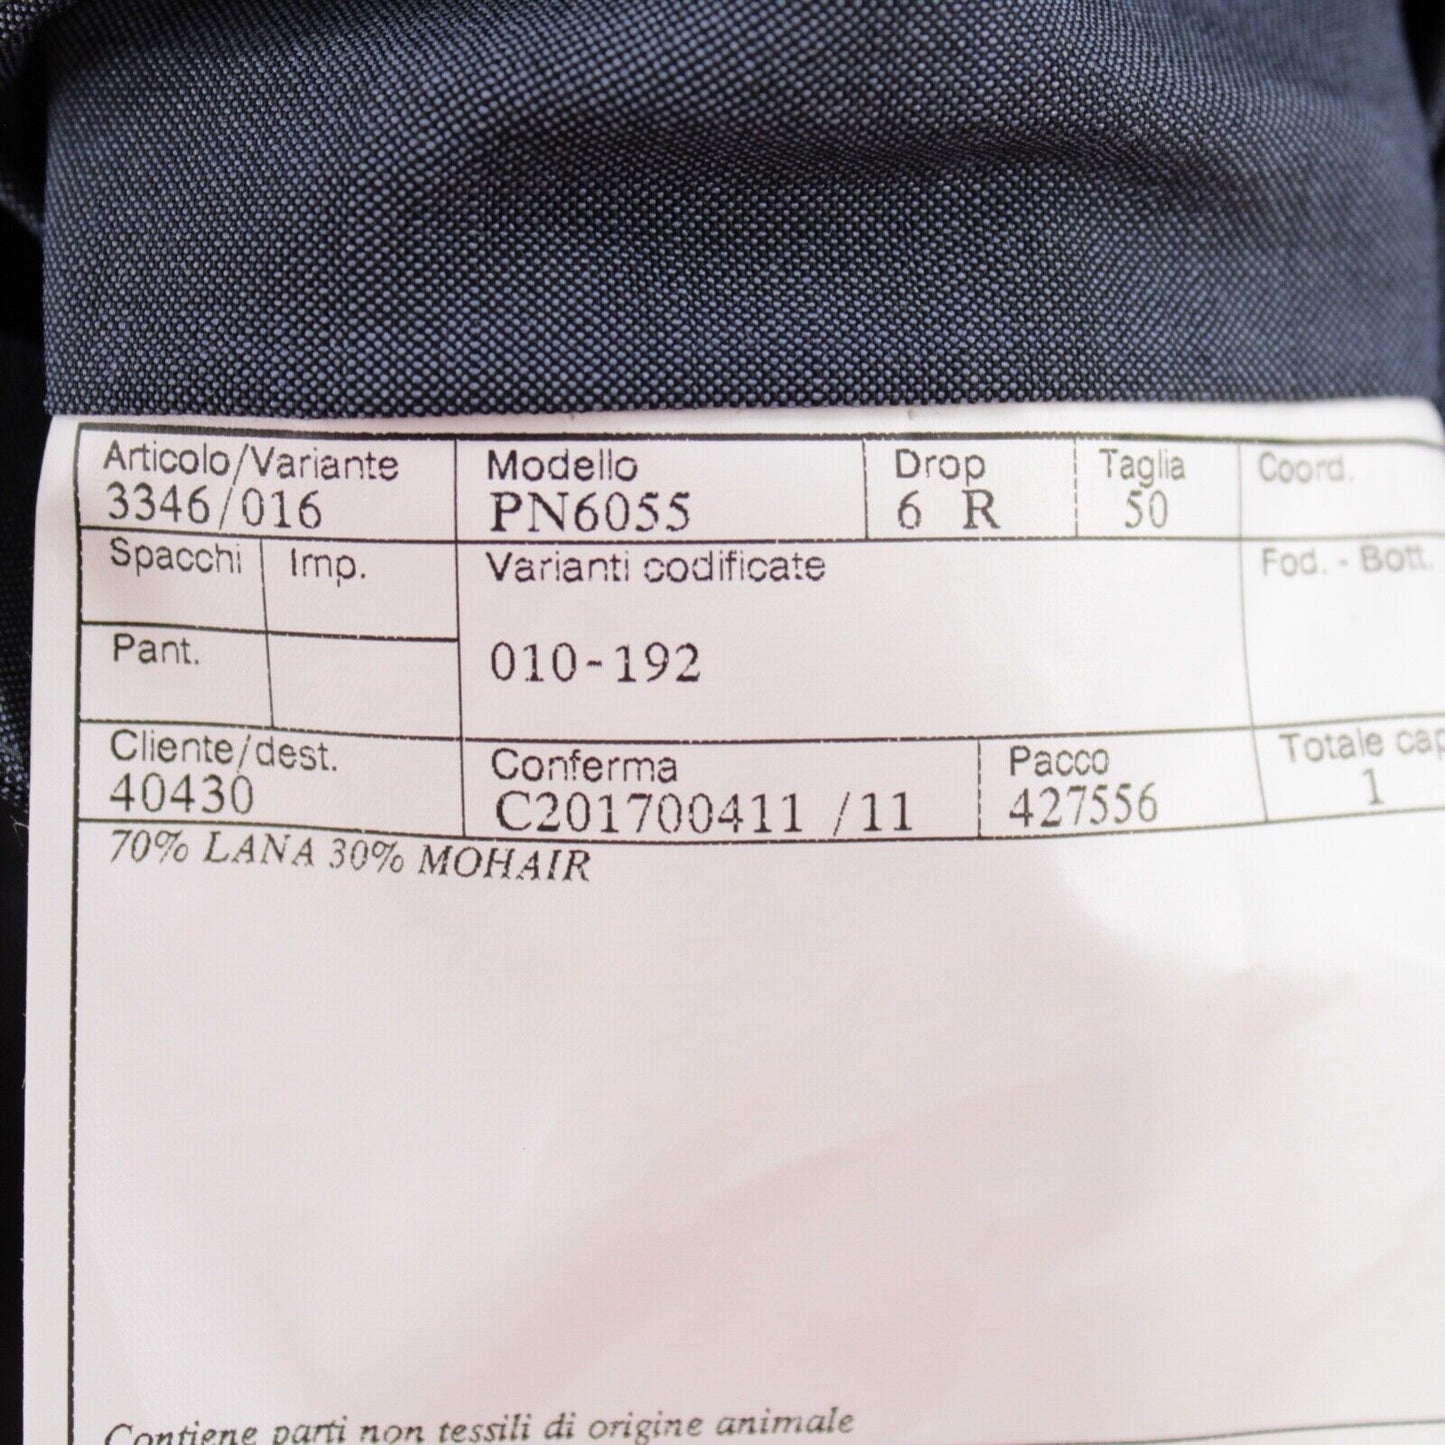 Articolo/Variante Modello Drop Taglia Coord.
3346/016 PN6055 6 R 50
Spacchi Imp. Varianti codificate Fod. - Bott.
Pant. 010-192
Cliente/dest. Conferma Pacco Totale cap
40430 C201700411 /11 427556 1
70% LANA 30% MOHAIR
Contiene parti non tessili di origine animale